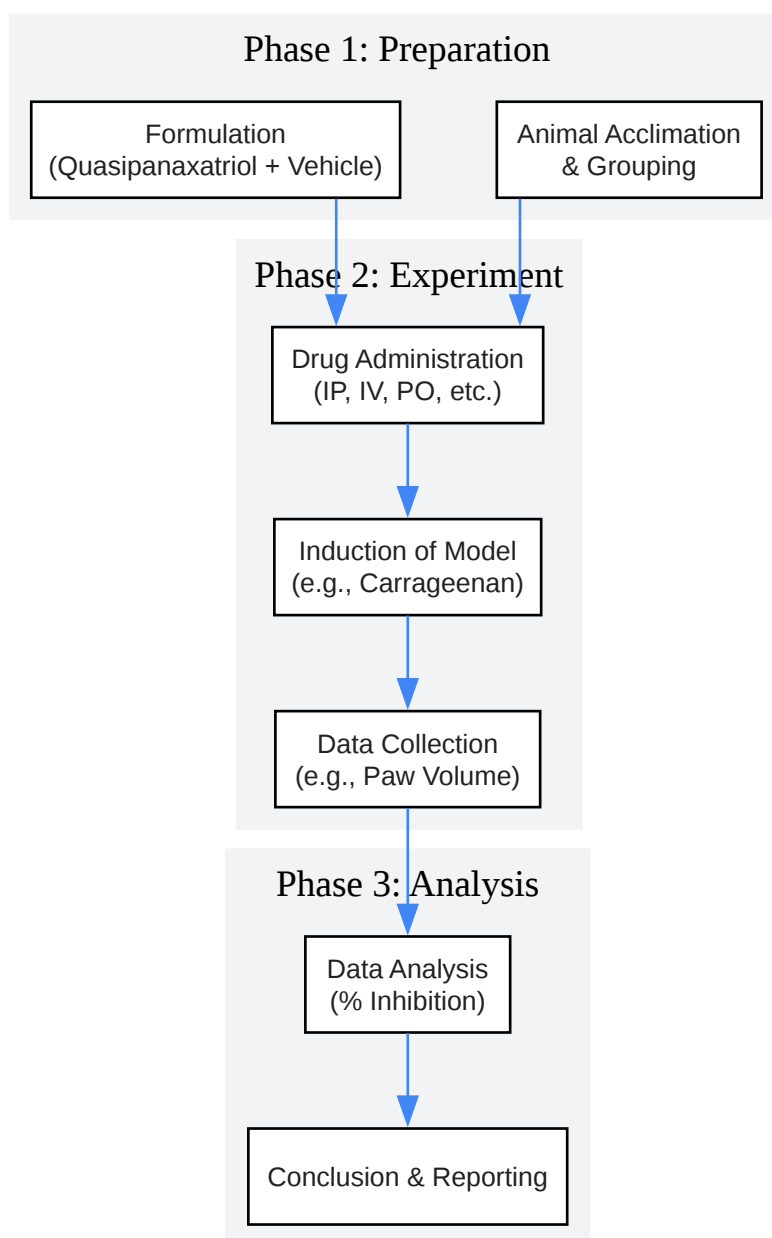 Phase 1: Preparation
Formulation
(Quasipanaxatriol + Vehicle)
Animal Acclimation
& Grouping
Phase 2: Experiment
Drug Administration
(IP, IV, PO, etc.)
Induction of Model
(e.g., Carrageenan)
Data Collection
(e.g., Paw Volume)
Phase 3: Analysis
Data Analysis
(% Inhibition)
Conclusion & Reporting